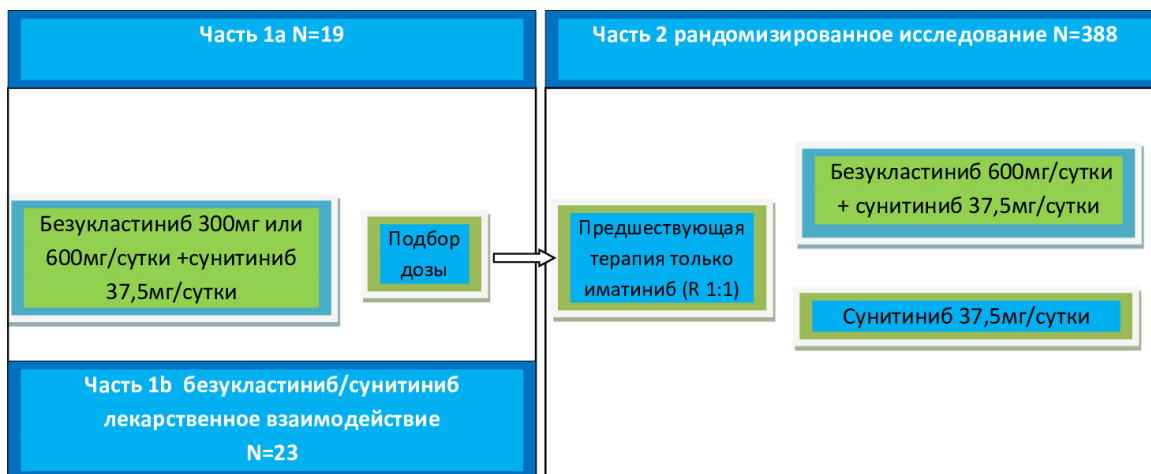 Часть 1a N=19
Безукластиниб 300мг или
600мг/сутки +сунитиниб
37,5мг/сутки
Подбор
дозы
Часть 1b безукластиниб/сунитиниб
лекарственное взаимодействие
N=23
Часть 2 рандомизированное исследование N=388
Предшествующая
терапия только
иматиниб (R 1:1)
Безукластиниб 600мг/сутки
+ сунитиниб 37,5мг/сутки
Сунитиниб 37,5мг/сутки